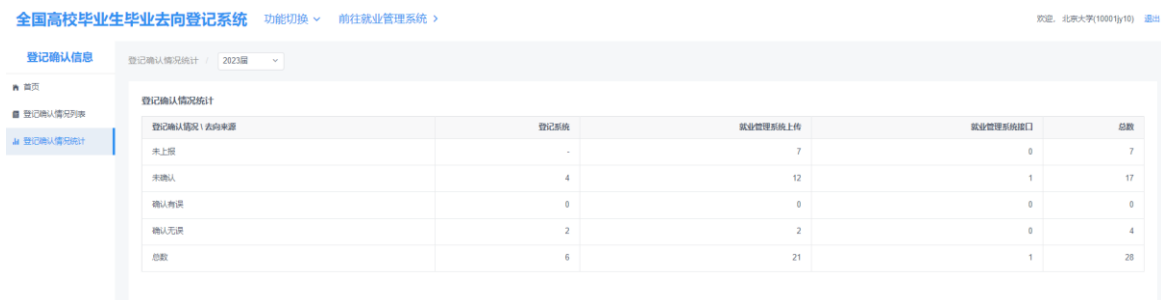 全国高校毕业生毕业去向登记系统 功能切换 前往就业管理系统 欢迎, 北京大学(10001jy10) 退出
登记确认信息
首页
登记确认情况列表
登记确认情况统计
登记确认情况统计 / 2023届
登记确认情况统计
登记确认情况 \ 去向来源 登记系统 就业管理系统上传 就业管理系统接口 总数
未上报 - 7 0 7
未确认 4 12 1 17
确认有误 0 0 0 0
确认无误 2 2 0 4
总数 6 21 1 28